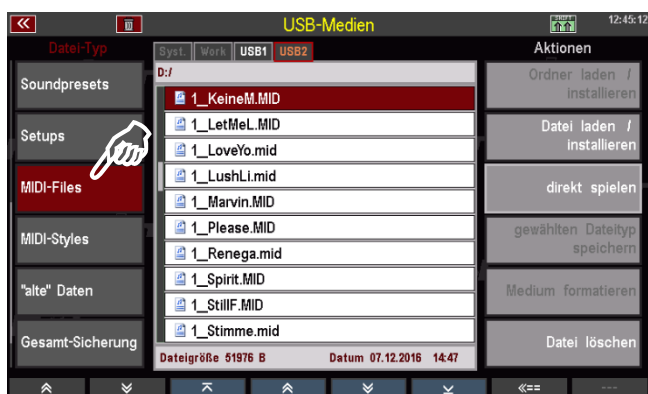 USB-Medien
SHIFT
12:45:12
Datei-Typ
Syst. Work USB1 USB2
Aktionen
D:/
Soundpresets
Setups
MIDI-Files
MIDI-Styles
"alte" Daten
Gesamt-Sicherung
1_KeineM.MID
1_LetMeL.MID
1_LoveYo.mid
1_LushLi.mid
1_Marvin.MID
1_Please.MID
1_Renega.mid
1_Spirit.MID
1_StillF.MID
1_Stimme.mid
Dateigröße 51976 B Datum 07.12.2016 14:47
Ordner laden /
installieren
Datei laden /
installieren
direkt spielen
gewählten Dateityp
speichern
Medium formatieren
Datei löschen
«== ---